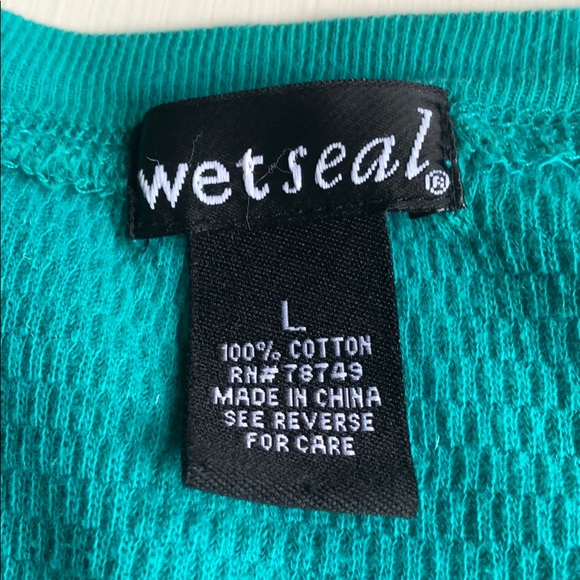 wetseal®
L
100% COTTON
RN# 78749
MADE IN CHINA
SEE REVERSE
FOR CARE